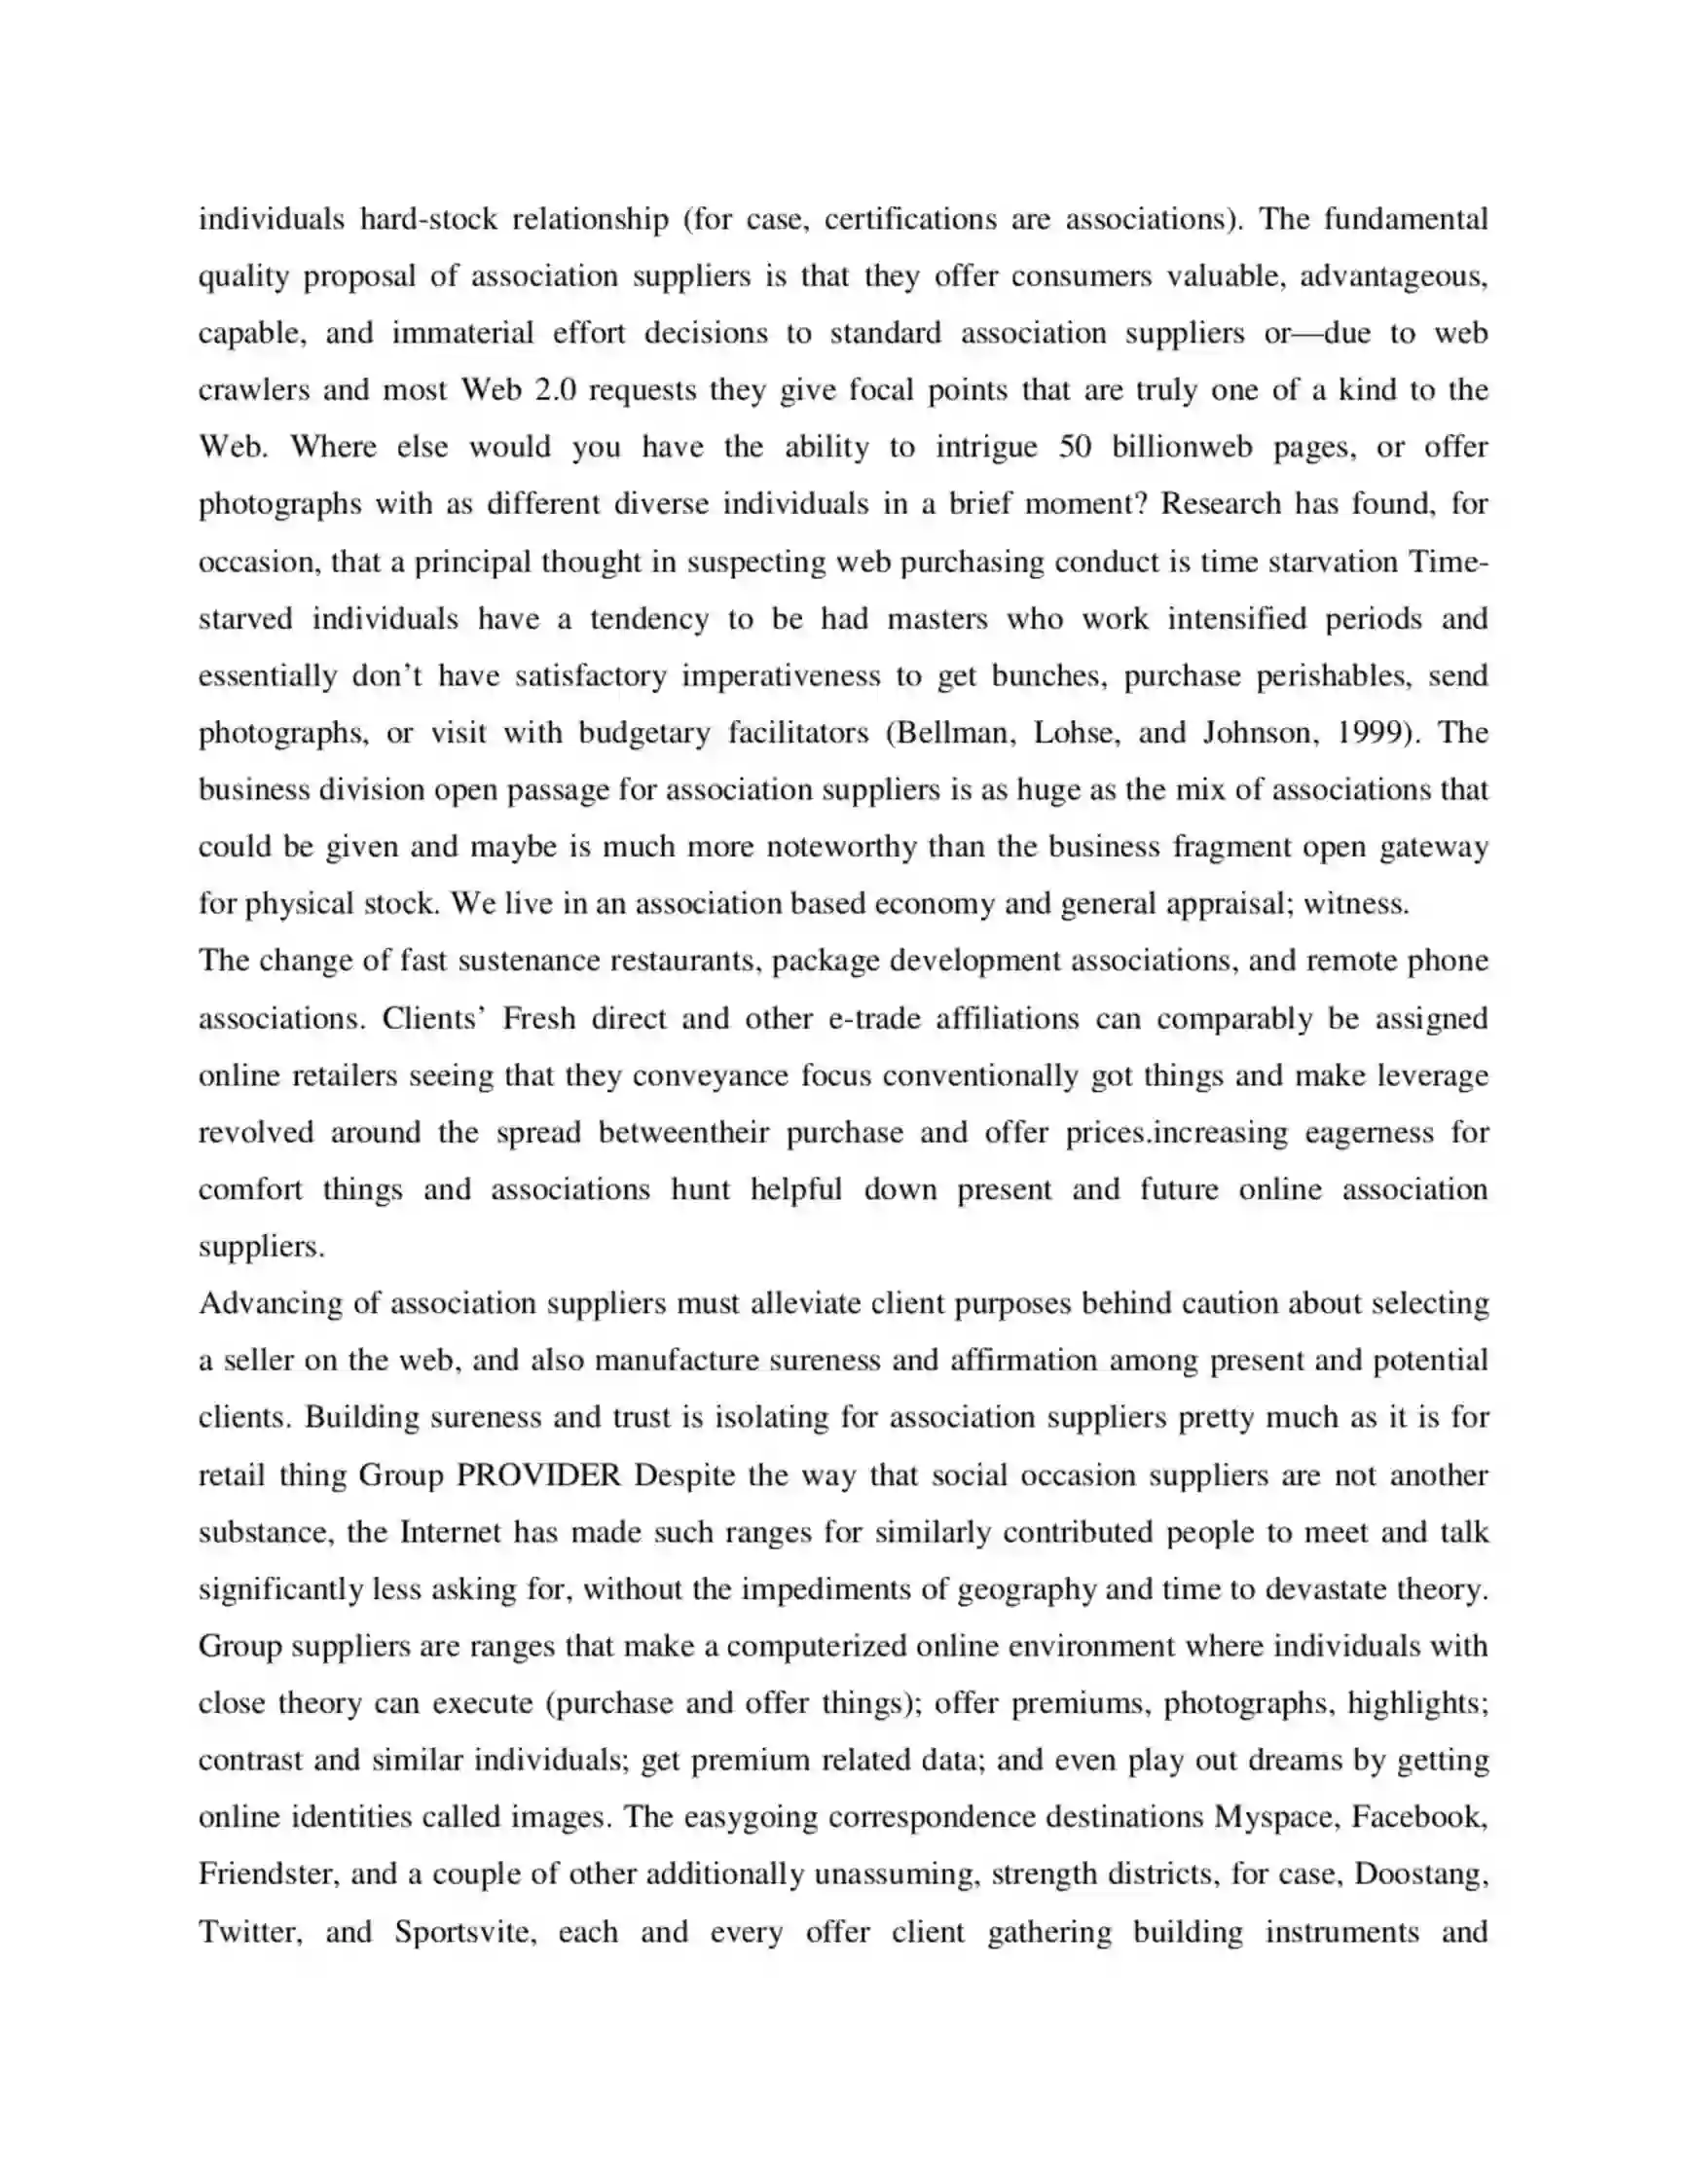 individuals hard-stock relationship (for case, certifications are associations). The fundamental
quality proposal of association suppliers is that they offer consumers valuable, advantageous,
capable, and immaterial effort decisions to standard association suppliers or—due to web
crawlers and most Web 2.0 requests they give focal points that are truly one of a kind to the
Web. Where else would you have the ability to intrigue 50 billionweb pages, or offer
photographs with as different diverse individuals in a brief moment? Research has found, for
occasion, that a principal thought in suspecting web purchasing conduct is time starvation Time-
starved individuals have a tendency to be had masters who work intensified periods and
essentially don’t have satisfactory imperativeness to get bunches, purchase perishables, send
photographs, or visit with budgetary facilitators (Bellman, Lohse, and Johnson, 1999). The
business division open passage for association suppliers is as huge as the mix of associations that
could be given and maybe is much more noteworthy than the business fragment open gateway
for physical stock. We live in an association based economy and general appraisal; witness.
The change of fast sustenance restaurants, package development associations, and remote phone
associations. Clients’ Fresh direct and other e-trade affiliations can comparably be assigned
online retailers seeing that they conveyance focus conventionally got things and make leverage
revolved around the spread betweentheir purchase and offer prices.increasing eagerness for
comfort things and associations hunt helpful down present and future online association
suppliers.
Advancing of association suppliers must alleviate client purposes behind caution about selecting
a seller on the web, and also manufacture sureness and affirmation among present and potential
clients. Building sureness and trust is isolating for association suppliers pretty much as it is for
retail thing Group PROVIDER Despite the way that social occasion suppliers are not another
substance, the Internet has made such ranges for similarly contributed people to meet and talk
significantly less asking for, without the impediments of geography and time to devastate theory.
Group suppliers are ranges that make a computerized online environment where individuals with
close theory can execute (purchase and offer things); offer premiums, photographs, highlights;
contrast and similar individuals; get premium related data; and even play out dreams by getting
online identities called images. The easygoing correspondence destinations Myspace, Facebook,
Friendster, and a couple of other additionally unassuming, strength districts, for case, Doostang,
Twitter, and Sportsvite, each and every offer client gathering building instruments and